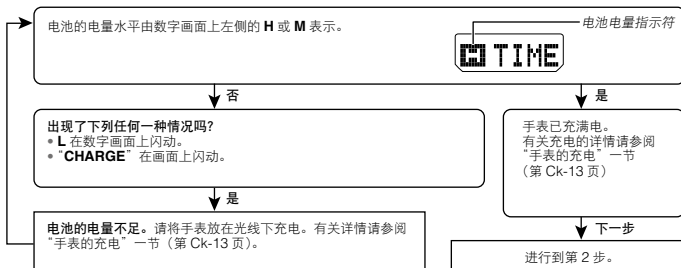 电池的电量水平由数字画面上左侧的 H 或 M 表示。
电池电量指示符
TIME
否
是
出现了下列任何一种情况吗?
• L 在数字画面上闪动。
• “CHARGE”在画面上闪动。
手表已充满电。
有关充电的详情请参阅
“手表的充电”一节
(第 Ck-13 页)
是
下一步
电池的电量不足。请将手表放在光线下充电。有关详情请参阅
“手表的充电”一节(第 Ck-13 页)。
进行到第 2 步。